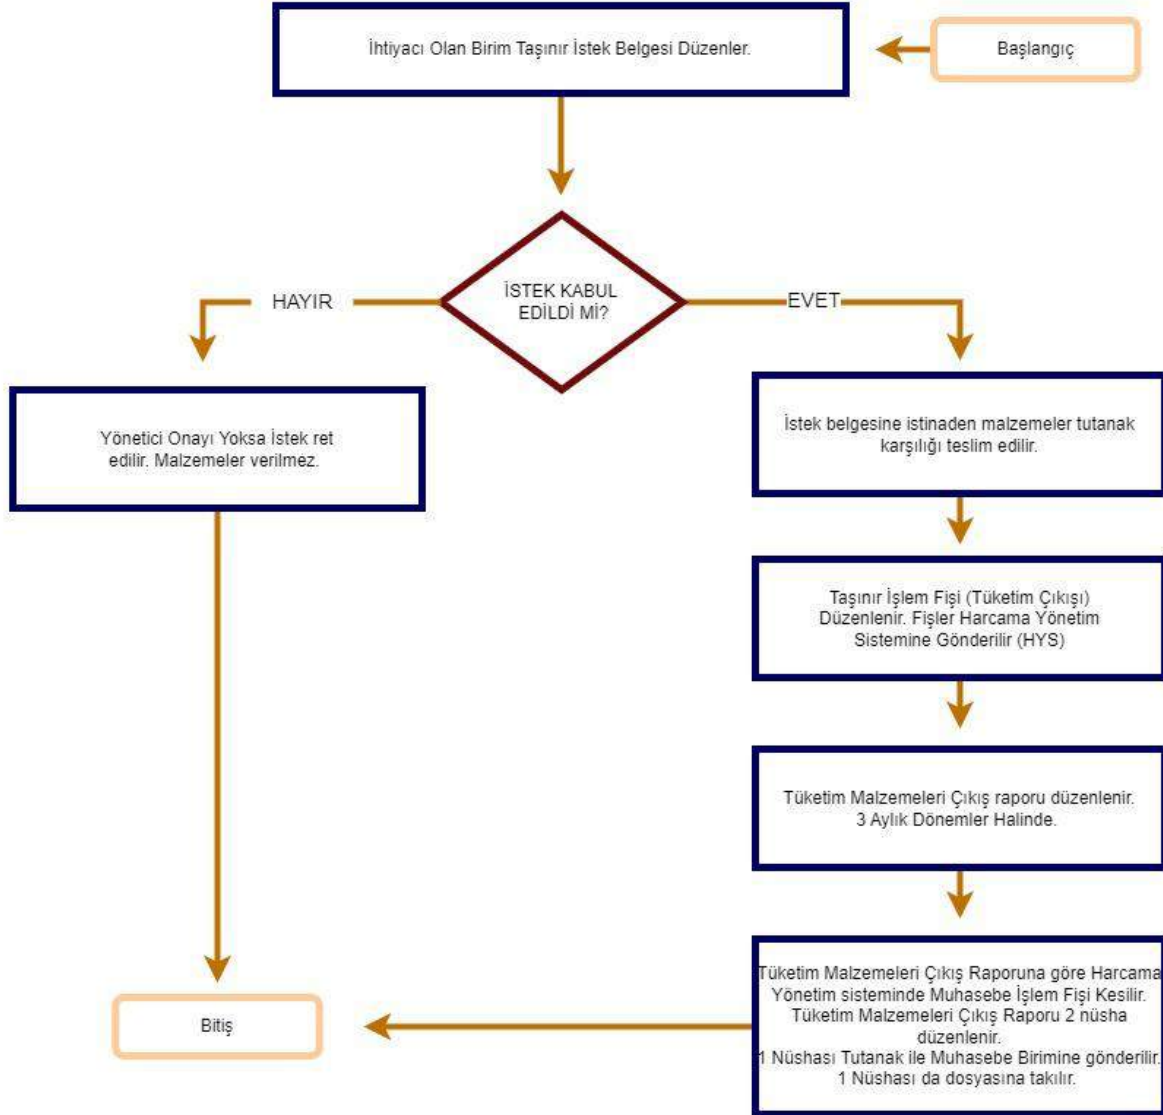 İhtiyacı Olan Birim Taşınır İstek Belgesi Düzenler.
Başlangıç
İSTEK KABUL
EDİLDİ Mİ?
HAYIR
EVET
Yönetici Onayı Yoksa İstek ret
edilir. Malzemeler verilmez.
İstek belgesine istinaden malzemeler tutanak
karşılığı teslim edilir.
Taşınır İşlem Fişi (Tüketim Çıkışı)
Düzenlenir. Fişler Harcama Yönetim
Sistemine Gönderilir (HYS)
Tüketim Malzemeleri Çıkış raporu düzenlenir.
3 Aylık Dönemler Halinde.
Tüketim Malzemeleri Çıkış Raporuna göre Harcama
Yönetim sisteminde Muhasebe İşlem Fişi Kesilir.
Tüketim Malzemeleri Çıkış Raporu 2 nüsha
düzenlenir.
1 Nüshası Tutanak ile Muhasebe Birimine gönderilir.
1 Nüshası da dosyasına takılır.
Bitiş